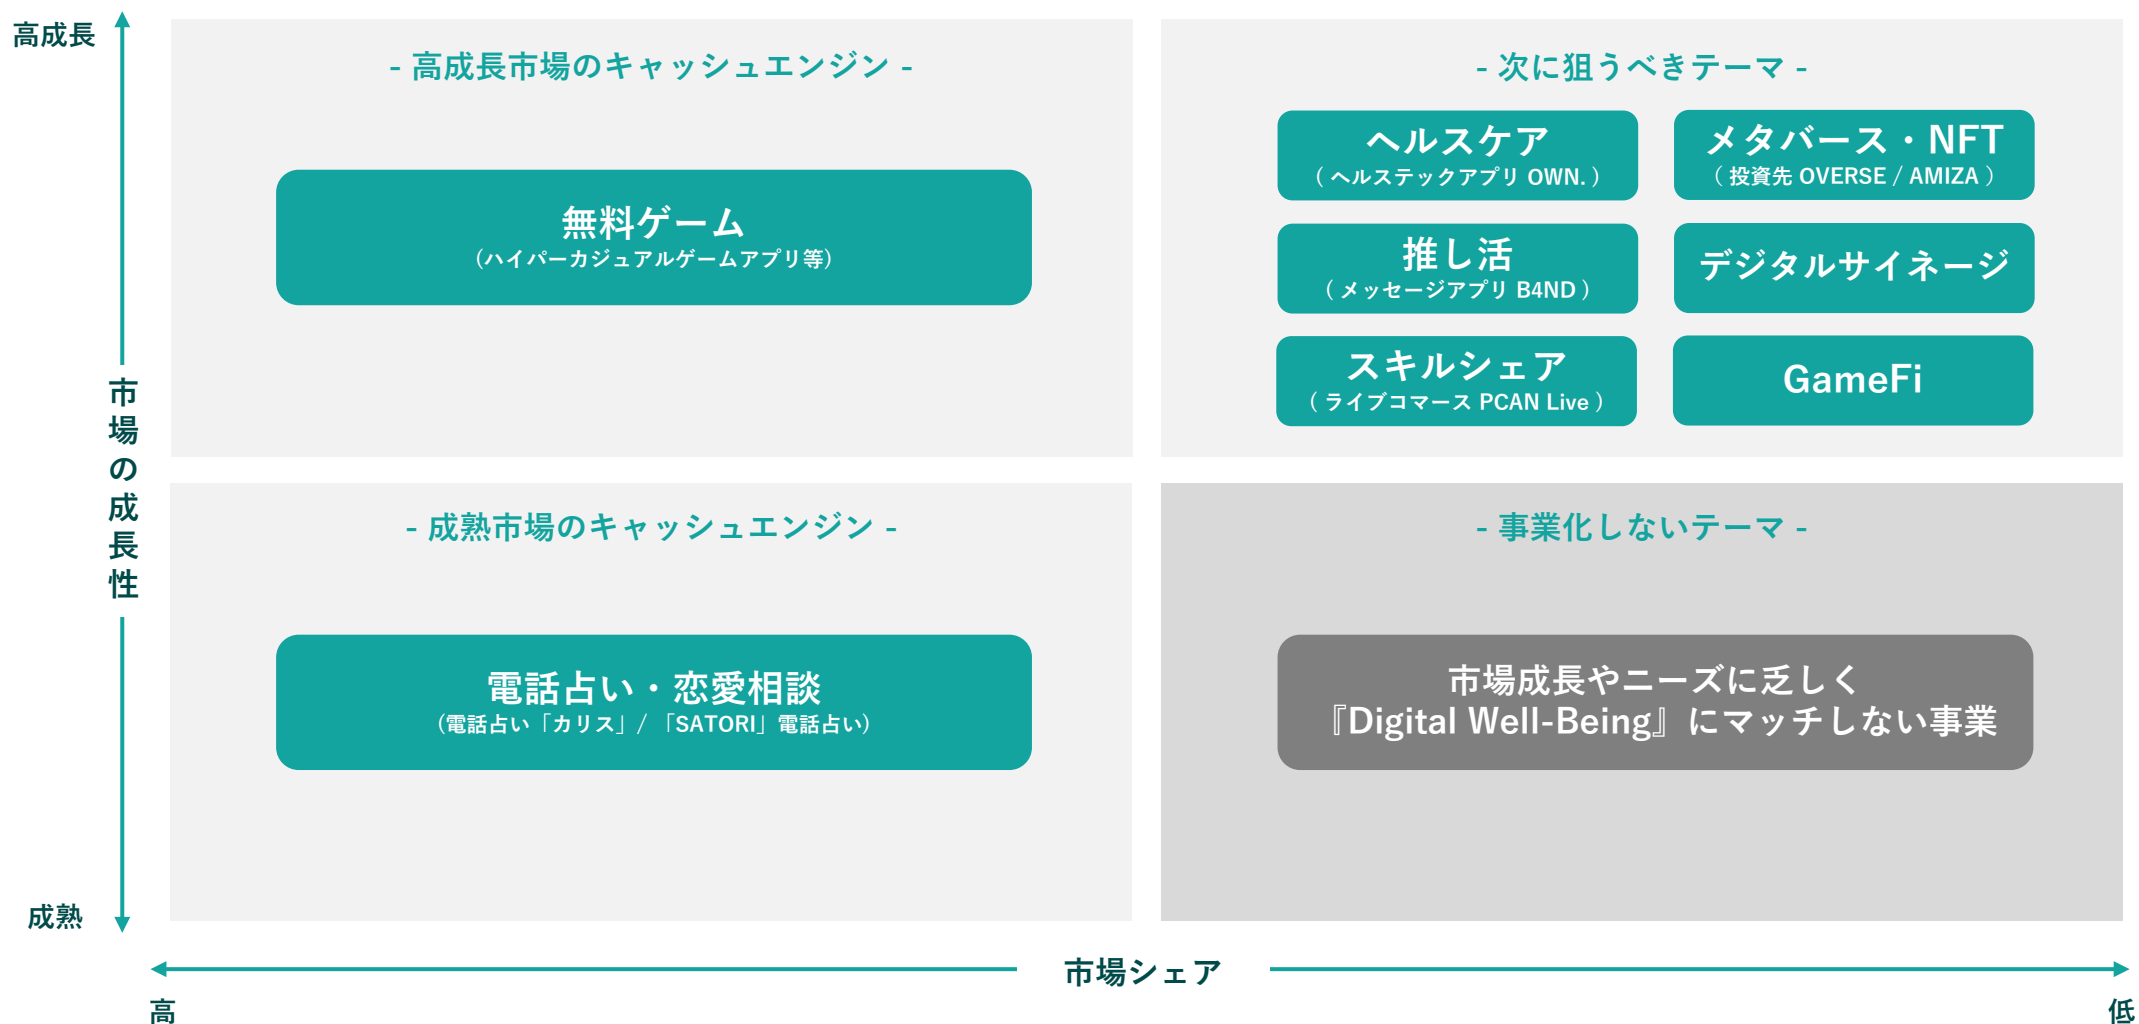 高成長
- 高成長市場のキャッシュエンジン -
無料ゲーム
（ハイパーカジュアルゲームアプリ等）
- 次に狙うべきテーマ -
ヘルスケア
（ ヘルステックアプリ OWN. ）
メタバース・NFT
（ 投資先 OVERSE / AMIZA ）
推し活
（ メッセージアプリ B4ND ）
デジタルサイネージ
スキルシェア
（ ライブコマース PCAN Live ）
GameFi
市場の成長性
- 成熟市場のキャッシュエンジン -
電話占い・恋愛相談
（電話占い「カリス」/ 「SATORI」電話占い）
- 事業化しないテーマ -
市場成長やニーズに乏しく
『Digital Well-Being』にマッチしない事業
成熟
市場シェア
高
低